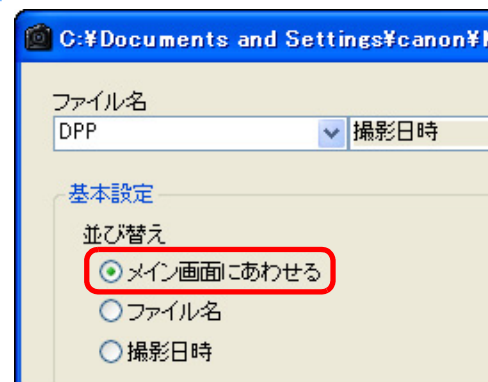 C:¥Documents and Settings¥canon¥
ファイル名
DPP 撮影日時
基本設定
並び替え
メイン画面にあわせる
ファイル名
撮影日時